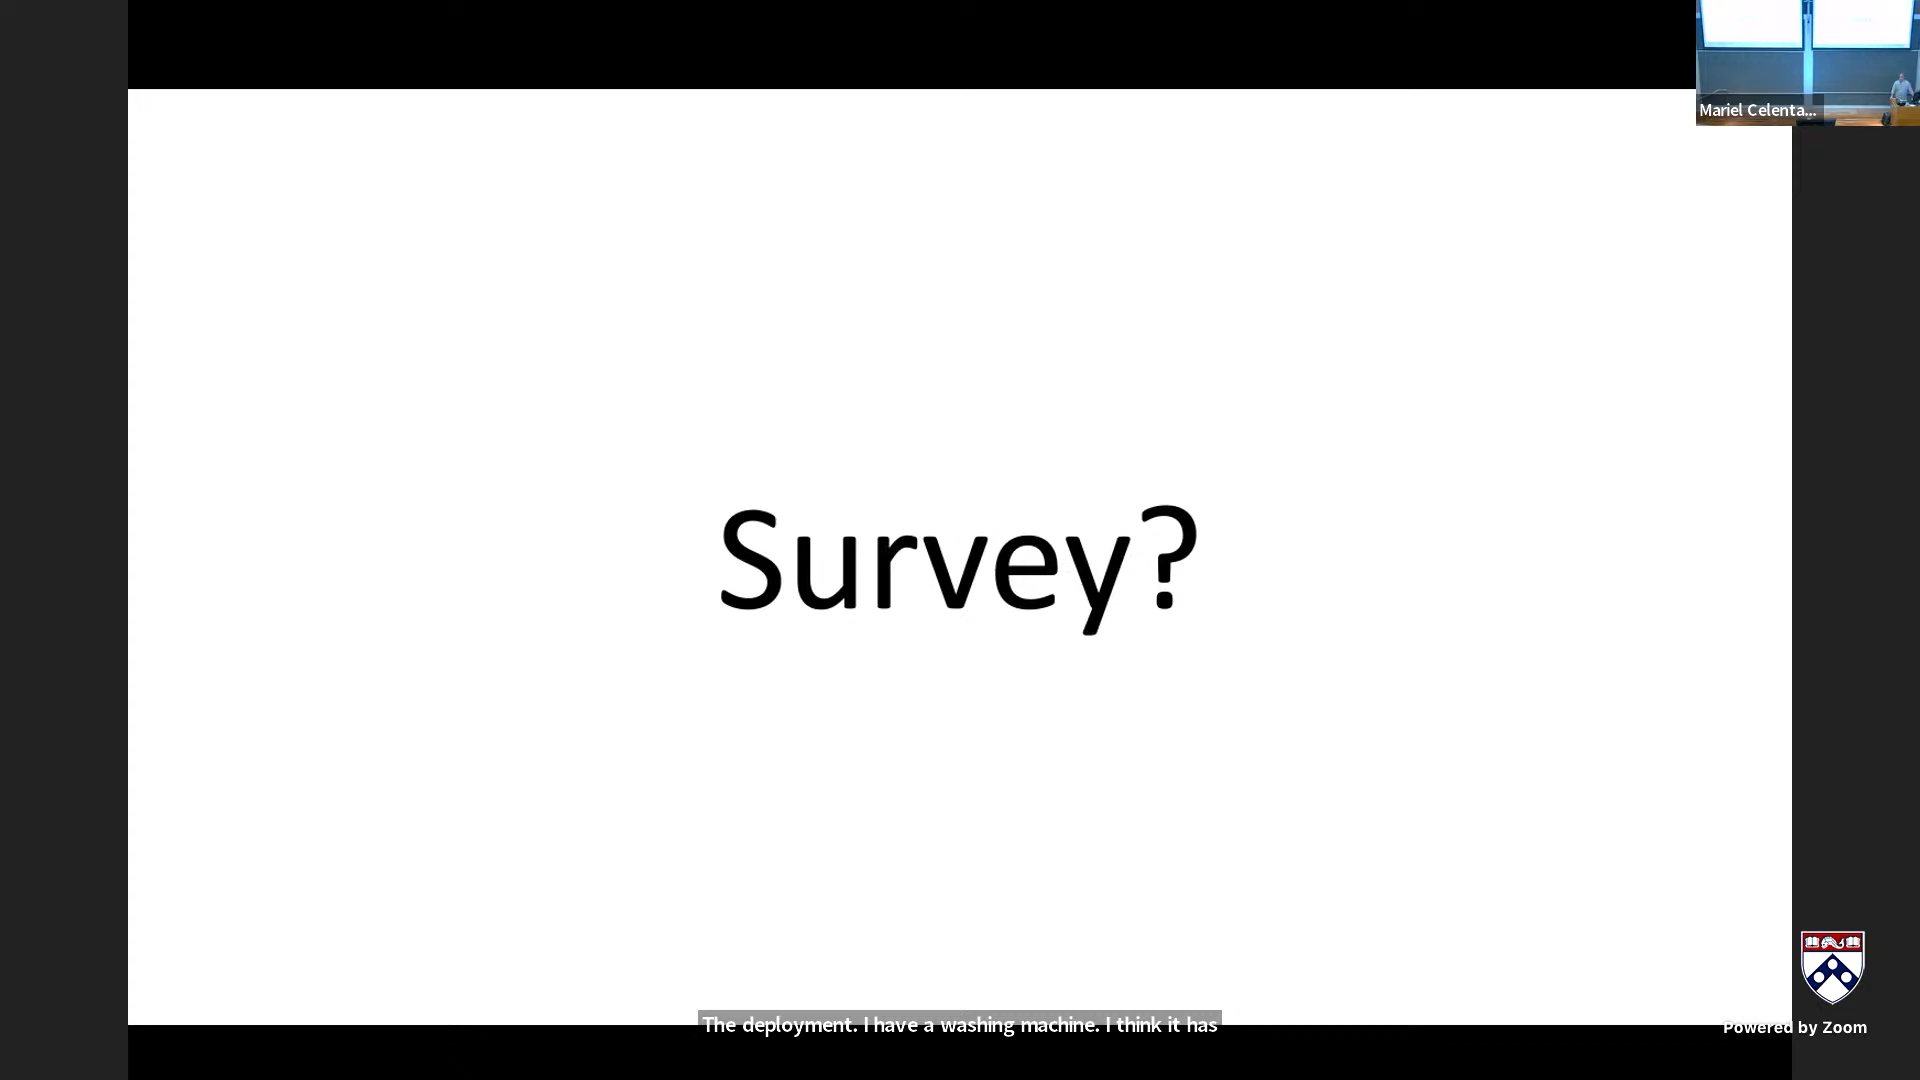 Mariel Celenta...
Survey?
The deployment. I have a washing machine. I think it has
Powered by Zoom